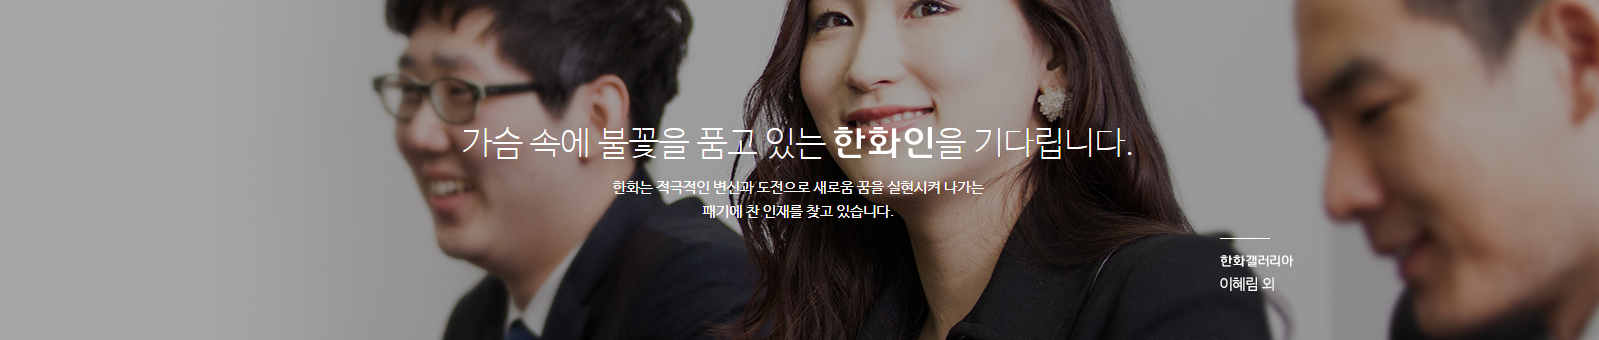 가슴 속에 불꽃을 품고 있는 한화인을 기다립니다.
한화는 적극적인 변신과 도전으로 새로움 꿈을 실현시켜 나가는
패기에 찬 인재를 찾고 있습니다.
한화갤러리아
이혜림 외